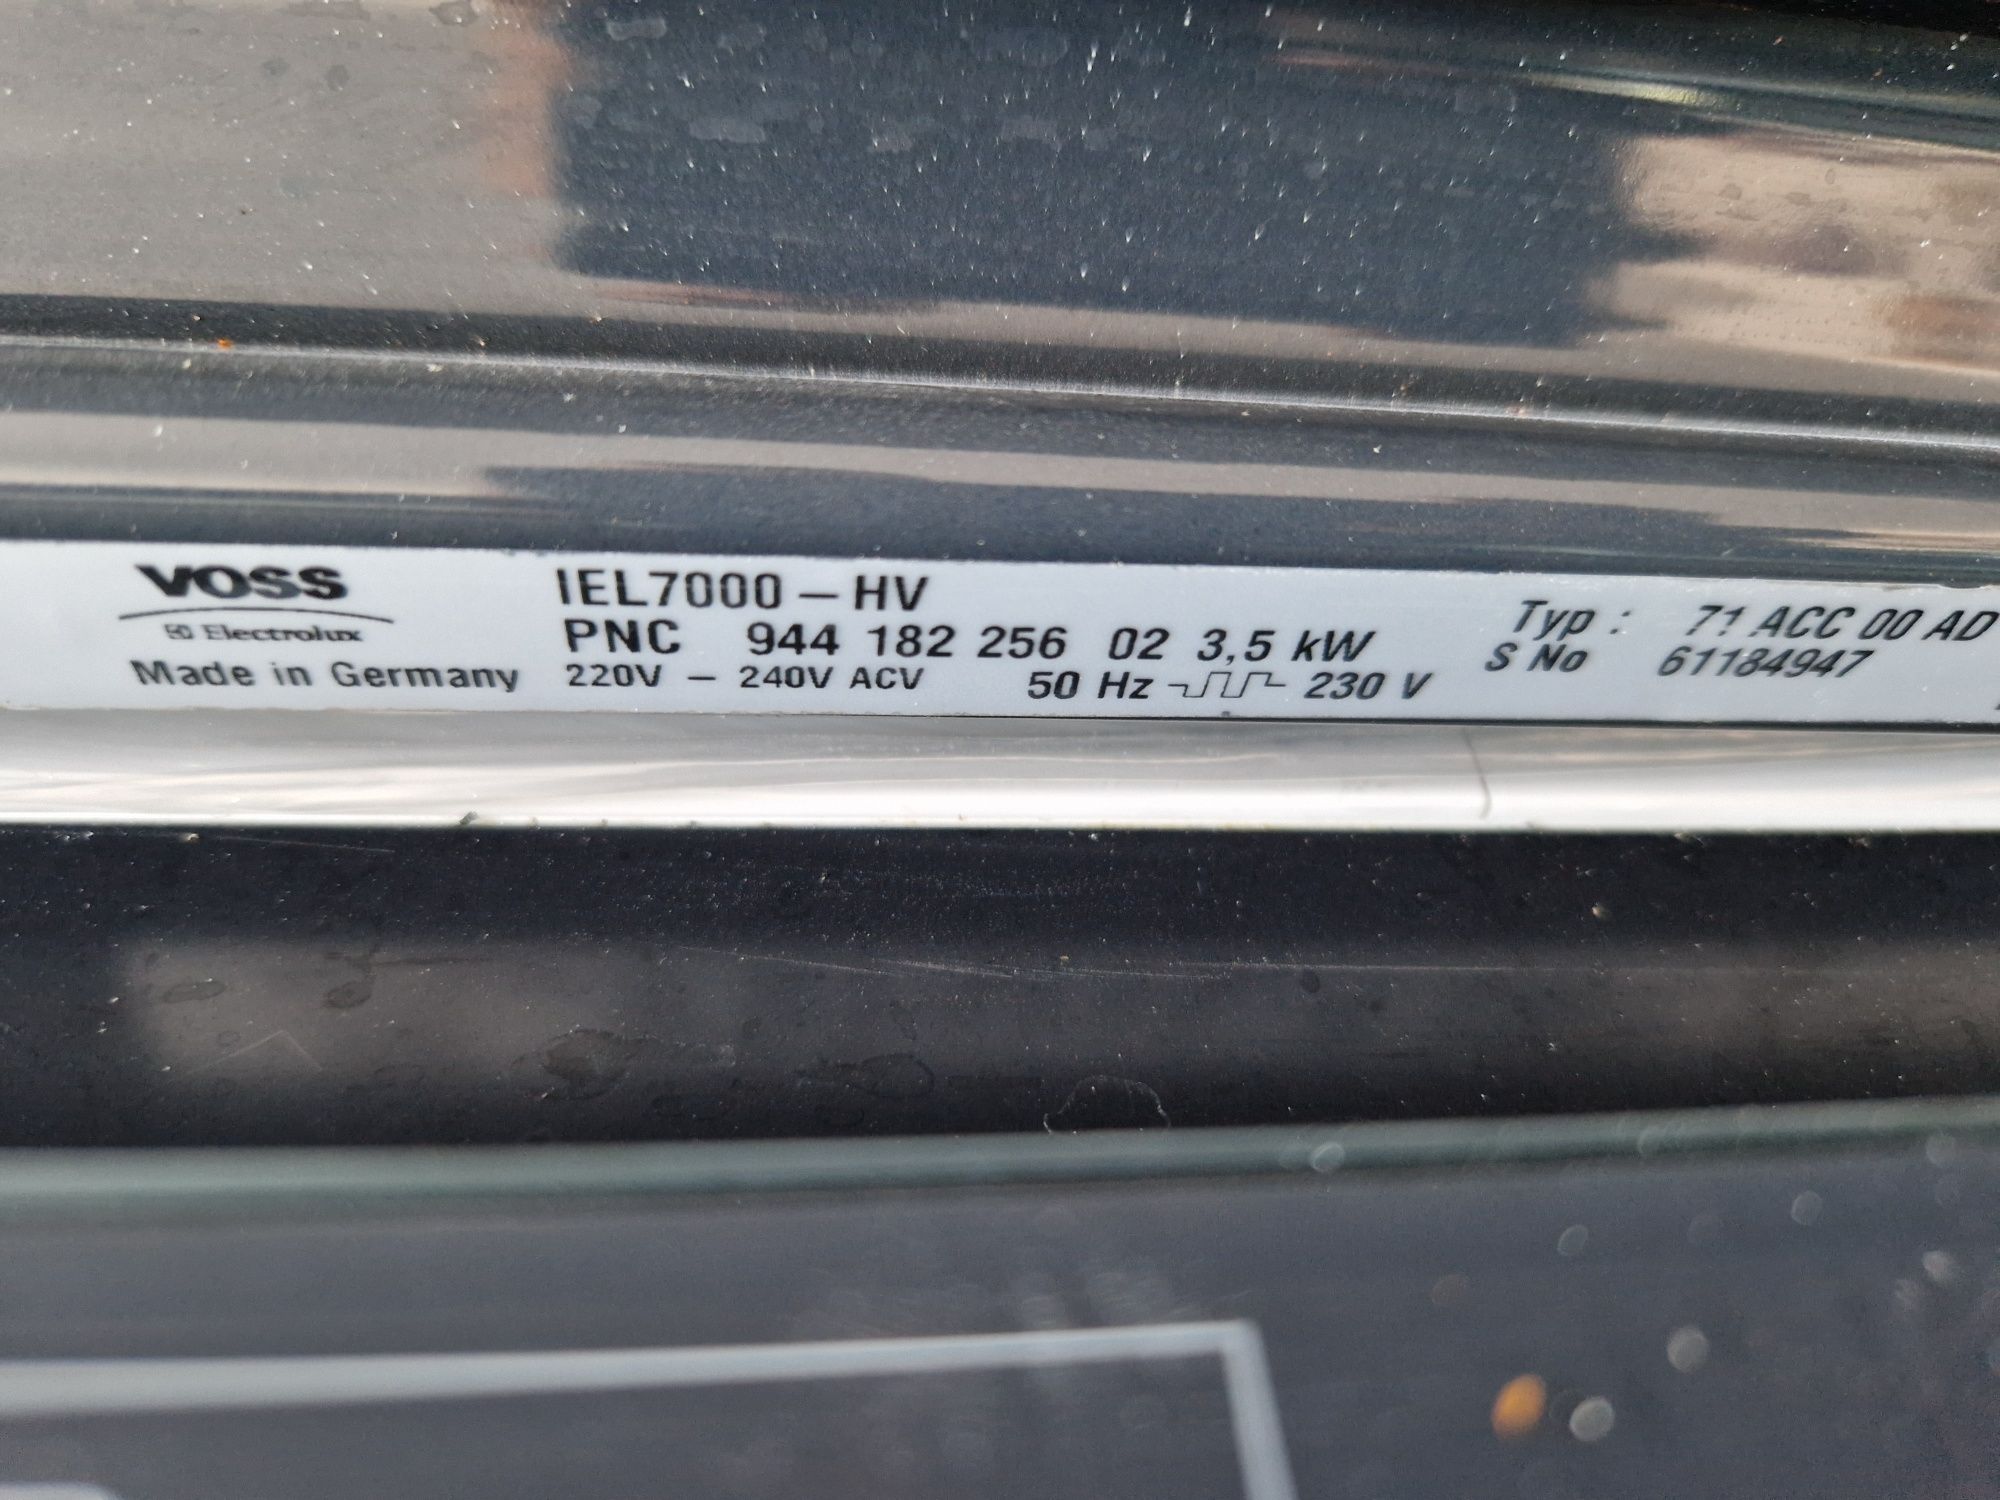 VOSS
Electrolux
Made in Germany
IEL7000 – HV
PNC 944 182 256 02 3,5 kW
220V – 240V ACV 50 Hz 230 V
Typ : 71 ACC 00 AD
S No 61184947